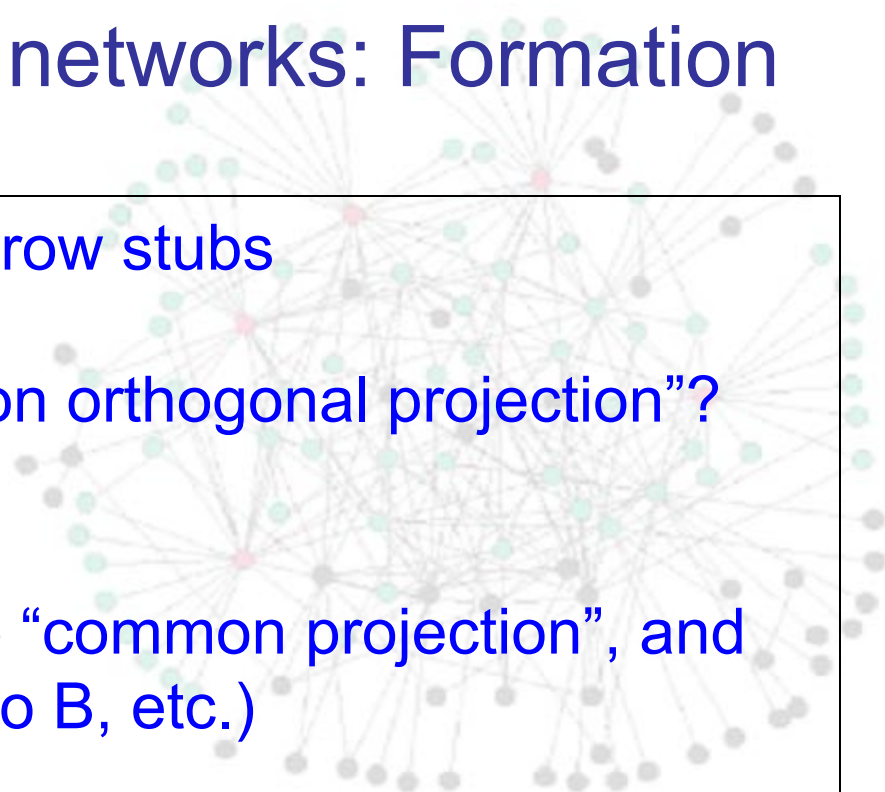 networks: Formation
row stubs
on orthogonal projection”?
“common projection”, and
o B, etc.)